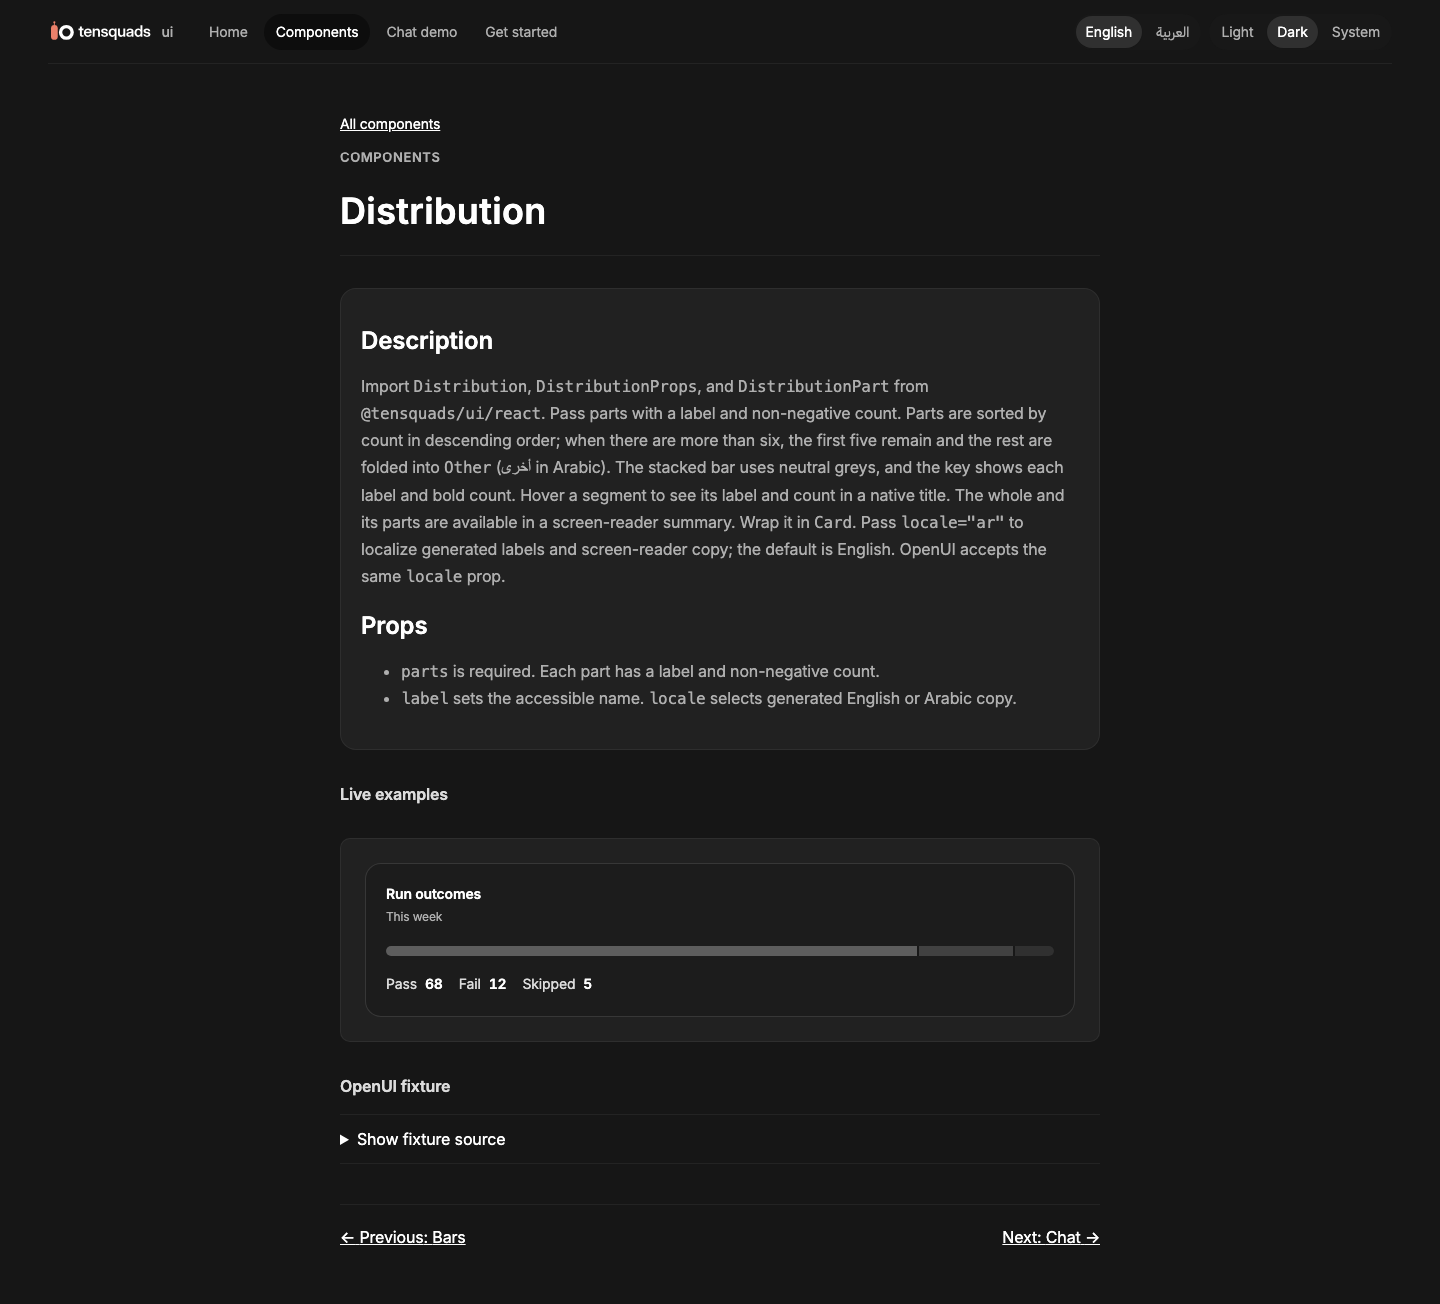 tensquads ui Home Components Chat demo Get started English العربية Light Dark System
All components
COMPONENTS
Distribution
Description
Import Distribution, DistributionProps, and DistributionPart from
@tensquads/ui/react. Pass parts with a label and non-negative count. Parts are sorted by
count in descending order; when there are more than six, the first five remain and the rest are
folded into Other (أخرى in Arabic). The stacked bar uses neutral greys, and the key shows each
label and bold count. Hover a segment to see its label and count in a native title. The whole and
its parts are available in a screen-reader summary. Wrap it in Card. Pass locale="ar" to
localize generated labels and screen-reader copy; the default is English. OpenUI accepts the
same locale prop.
Props
• parts is required. Each part has a label and non-negative count.
• label sets the accessible name. locale selects generated English or Arabic copy.
Live examples
Run outcomes
This week
Pass 68 Fail 12 Skipped 5
OpenUI fixture
Show fixture source
← Previous: Bars Next: Chat →